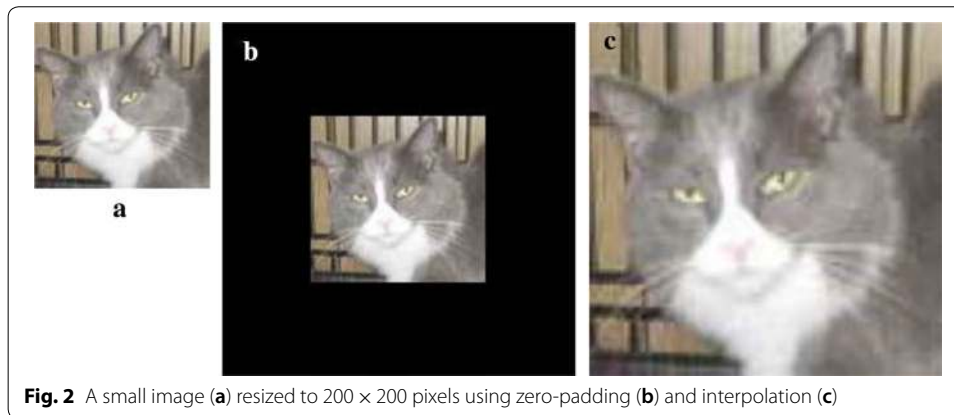 a
b
c
Fig. 2 A small image (a) resized to 200 × 200 pixels using zero-padding (b) and interpolation (c)